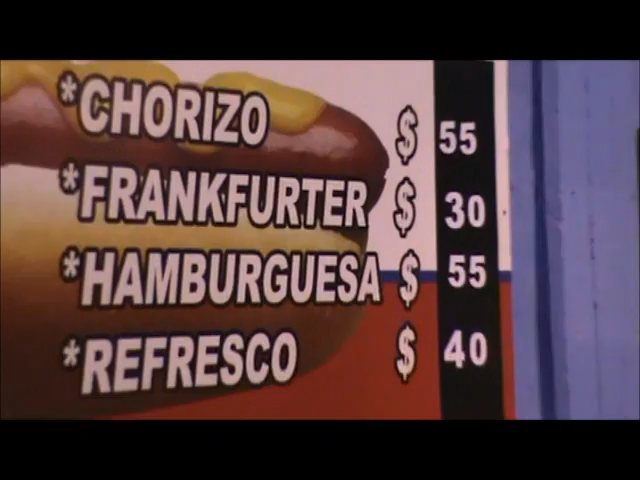 *CHORIZO $ 55
*FRANKFURTER $ 30
*HAMBURGUESA $ 55
*REFRESCO $ 40